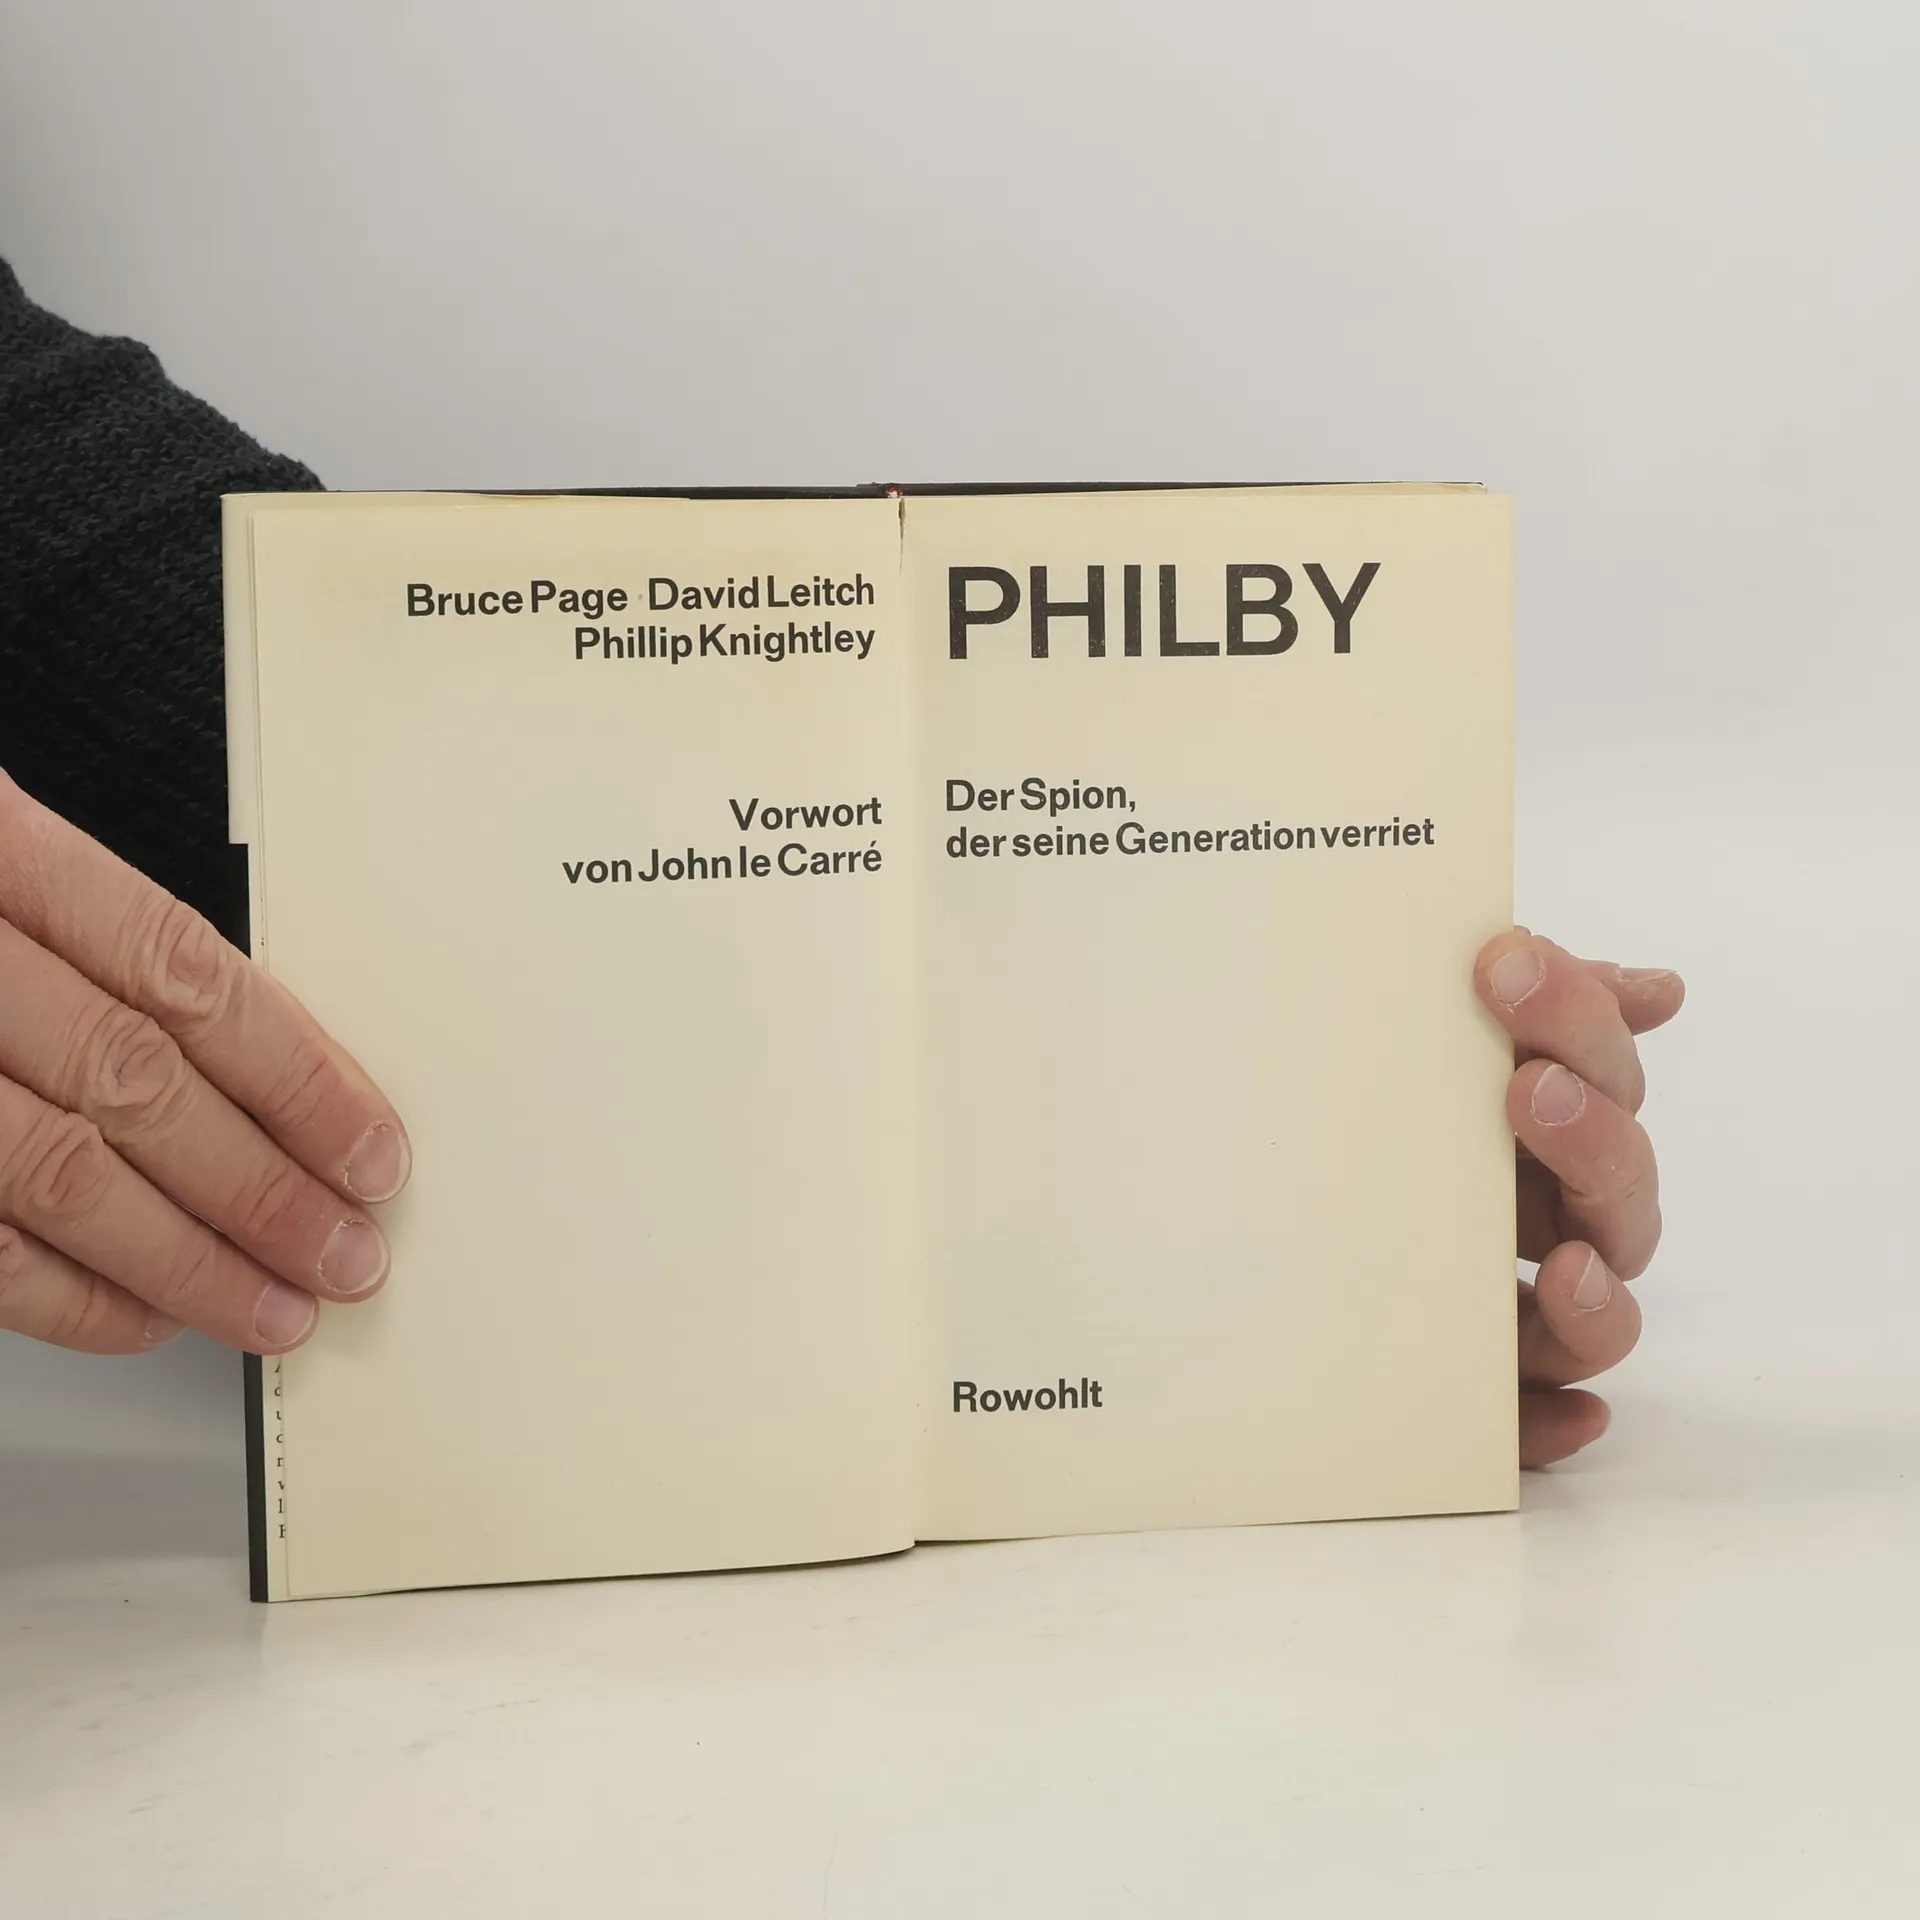 Bruce Page · David Leitch
Phillip Knightley
Vorwort
von John le Carré
PHILBY
Der Spion,
der seine Generation verriet
Rowohlt